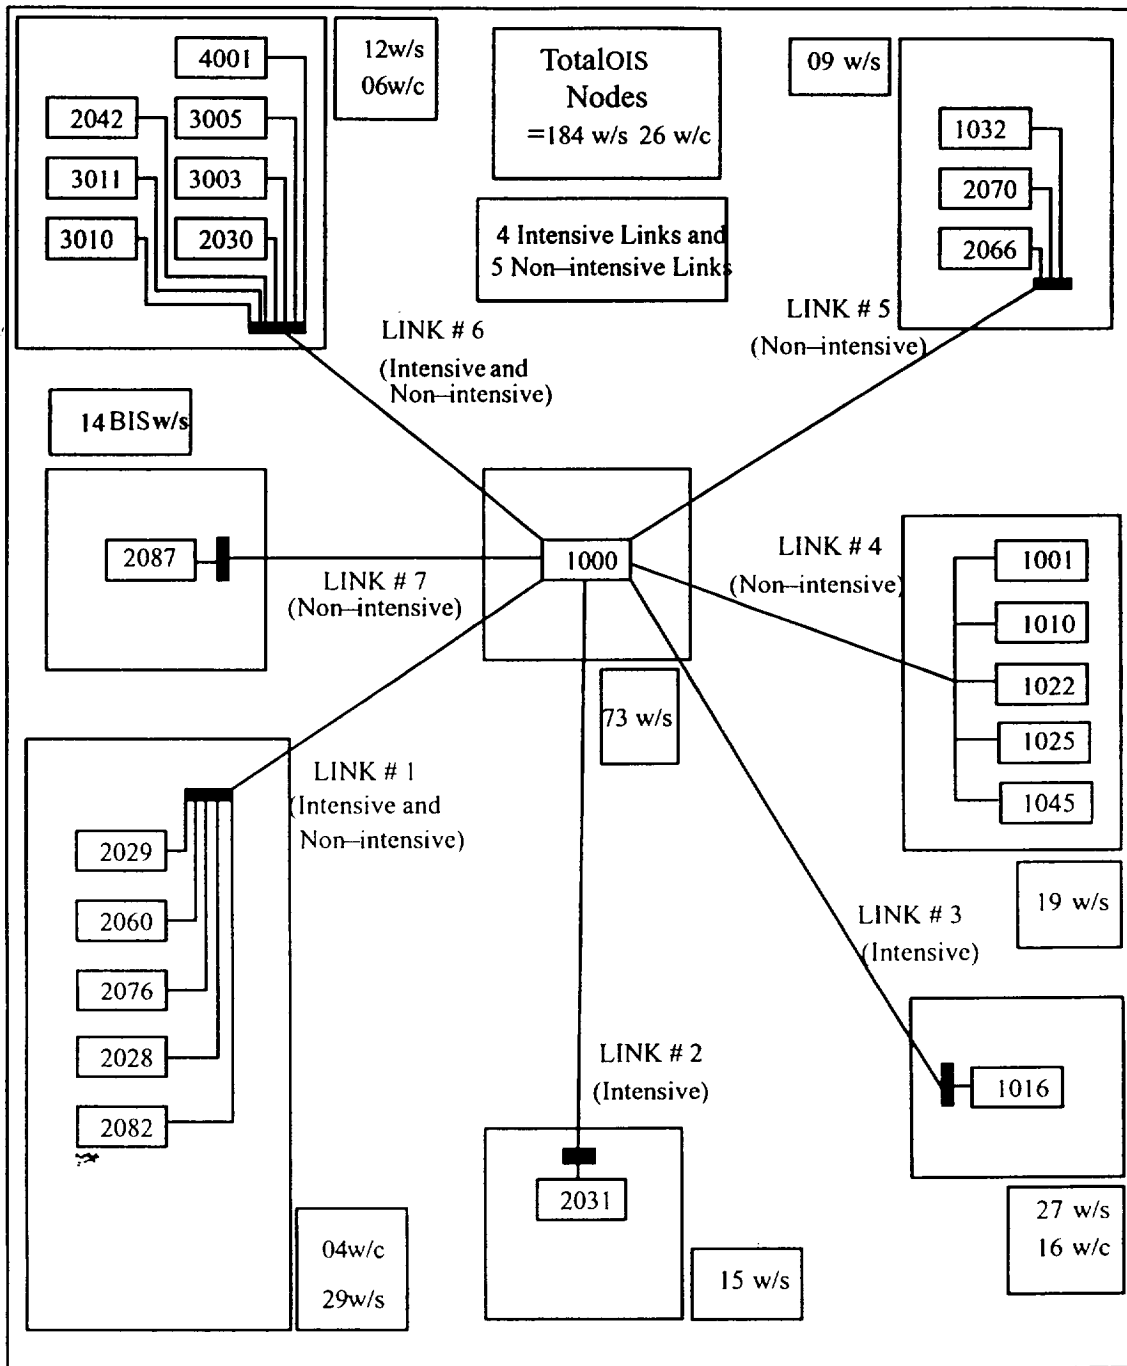 4001
2042
3005
3011
3003
3010
2030
12w/s
06w/c
TotalOIS
Nodes
=184 w/s 26 w/c
4 Intensive Links and
5 Non-intensive Links
09 w/s
1032
2070
2066
LINK # 6
(Intensive and
Non-intensive)
LINK # 5
(Non-intensive)
14 BIS w/s
2087
LINK # 7
(Non-intensive)
1000
73 w/s
LINK # 4
(Non-intensive)
1001
1010
1022
1025
1045
19 w/s
LINK # 1
(Intensive and
Non-intensive)
2029
2060
2076
2028
2082
04w/c
29w/s
LINK # 2
(Intensive)
2031
15 w/s
LINK # 3
(Intensive)
1016
27 w/s
16 w/c